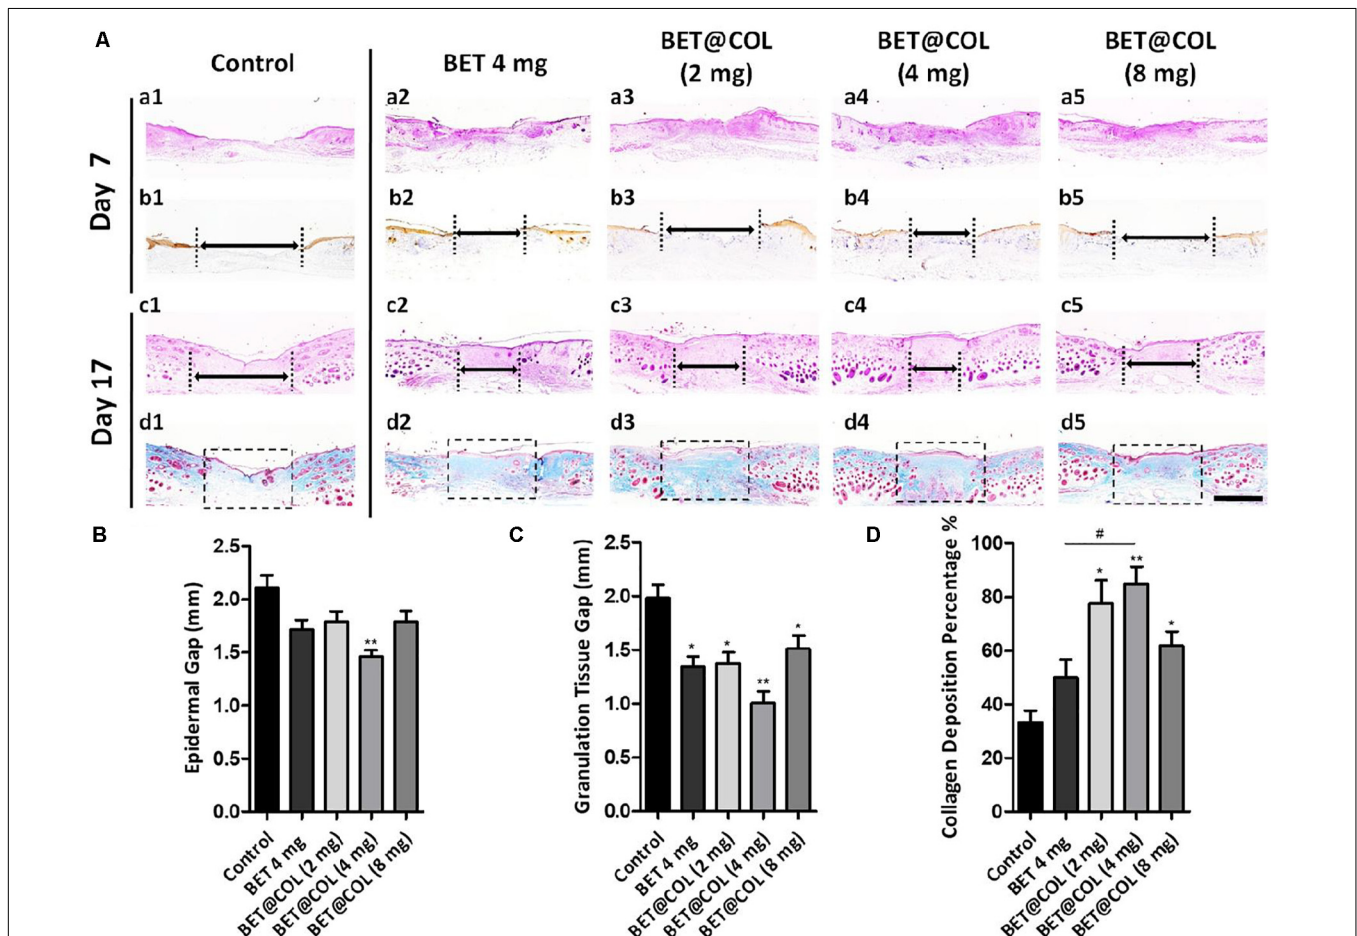 A
Control
BET 4 mg
BET@COL
(2 mg)
BET@COL
(4 mg)
BET@COL
(8 mg)
Day 7
a1
a2
a3
a4
a5
b1
b2
b3
b4
b5
Day 17
c1
c2
c3
c4
c5
d1
d2
d3
d4
d5
B
Epidermal Gap (mm)
2.5
2.0
1.5
1.0
0.5
0.0
**
Control
BET 4 mg
BET@COL (2 mg)
BET@COL (4 mg)
BET@COL (8 mg)
C
Granulation Tissue Gap (mm)
2.5
2.0
1.5
1.0
0.5
0.0
*
*
**
*
Control
BET 4 mg
BET@COL (2 mg)
BET@COL (4 mg)
BET@COL (8 mg)
D
Collagen Deposition Percentage %
100
80
60
40
20
0
#
*
**
*
Control
BET 4 mg
BET@COL (2 mg)
BET@COL (4 mg)
BET@COL (8 mg)